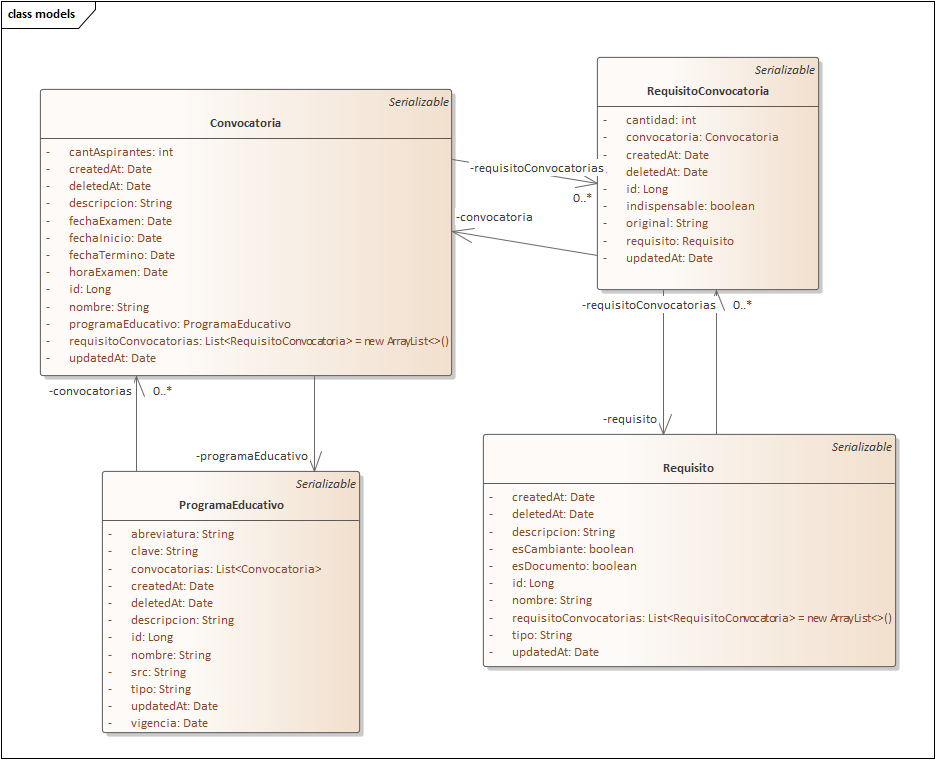 class models
Serializable
Convocatoria
- cantAspirantes: int
- createdAt: Date
- deletedAt: Date
- descripcion: String
- fechaExamen: Date
- fechaInicio: Date
- fechaTermino: Date
- horaExamen: Date
- id: Long
- nombre: String
- programaEducativo: ProgramaEducativo
- requisitoConvocatorias: List<RequisitoConvocatoria> = new ArrayList<>()
- updatedAt: Date
Serializable
RequisitoConvocatoria
- cantidad: int
- convocatoria: Convocatoria
- createdAt: Date
- deletedAt: Date
- id: Long
- indispensable: boolean
- original: String
- requisito: Requisito
- updatedAt: Date
-requisitoConvocatorias
0..*
-convocatoria
-requisitoConvocatorias
0..*
-requisito
-convocatorias
0..*
-programaEducativo
Serializable
ProgramaEducativo
- abreviatura: String
- clave: String
- convocatorias: List<Convocatoria>
- createdAt: Date
- deletedAt: Date
- descripcion: String
- id: Long
- nombre: String
- src: String
- tipo: String
- updatedAt: Date
- vigencia: Date
Serializable
Requisito
- createdAt: Date
- deletedAt: Date
- descripcion: String
- esCambiante: boolean
- esDocumento: boolean
- id: Long
- nombre: String
- requisitoConvocatorias: List<RequisitoConvocatoria> = new ArrayList<>()
- tipo: String
- updatedAt: Date